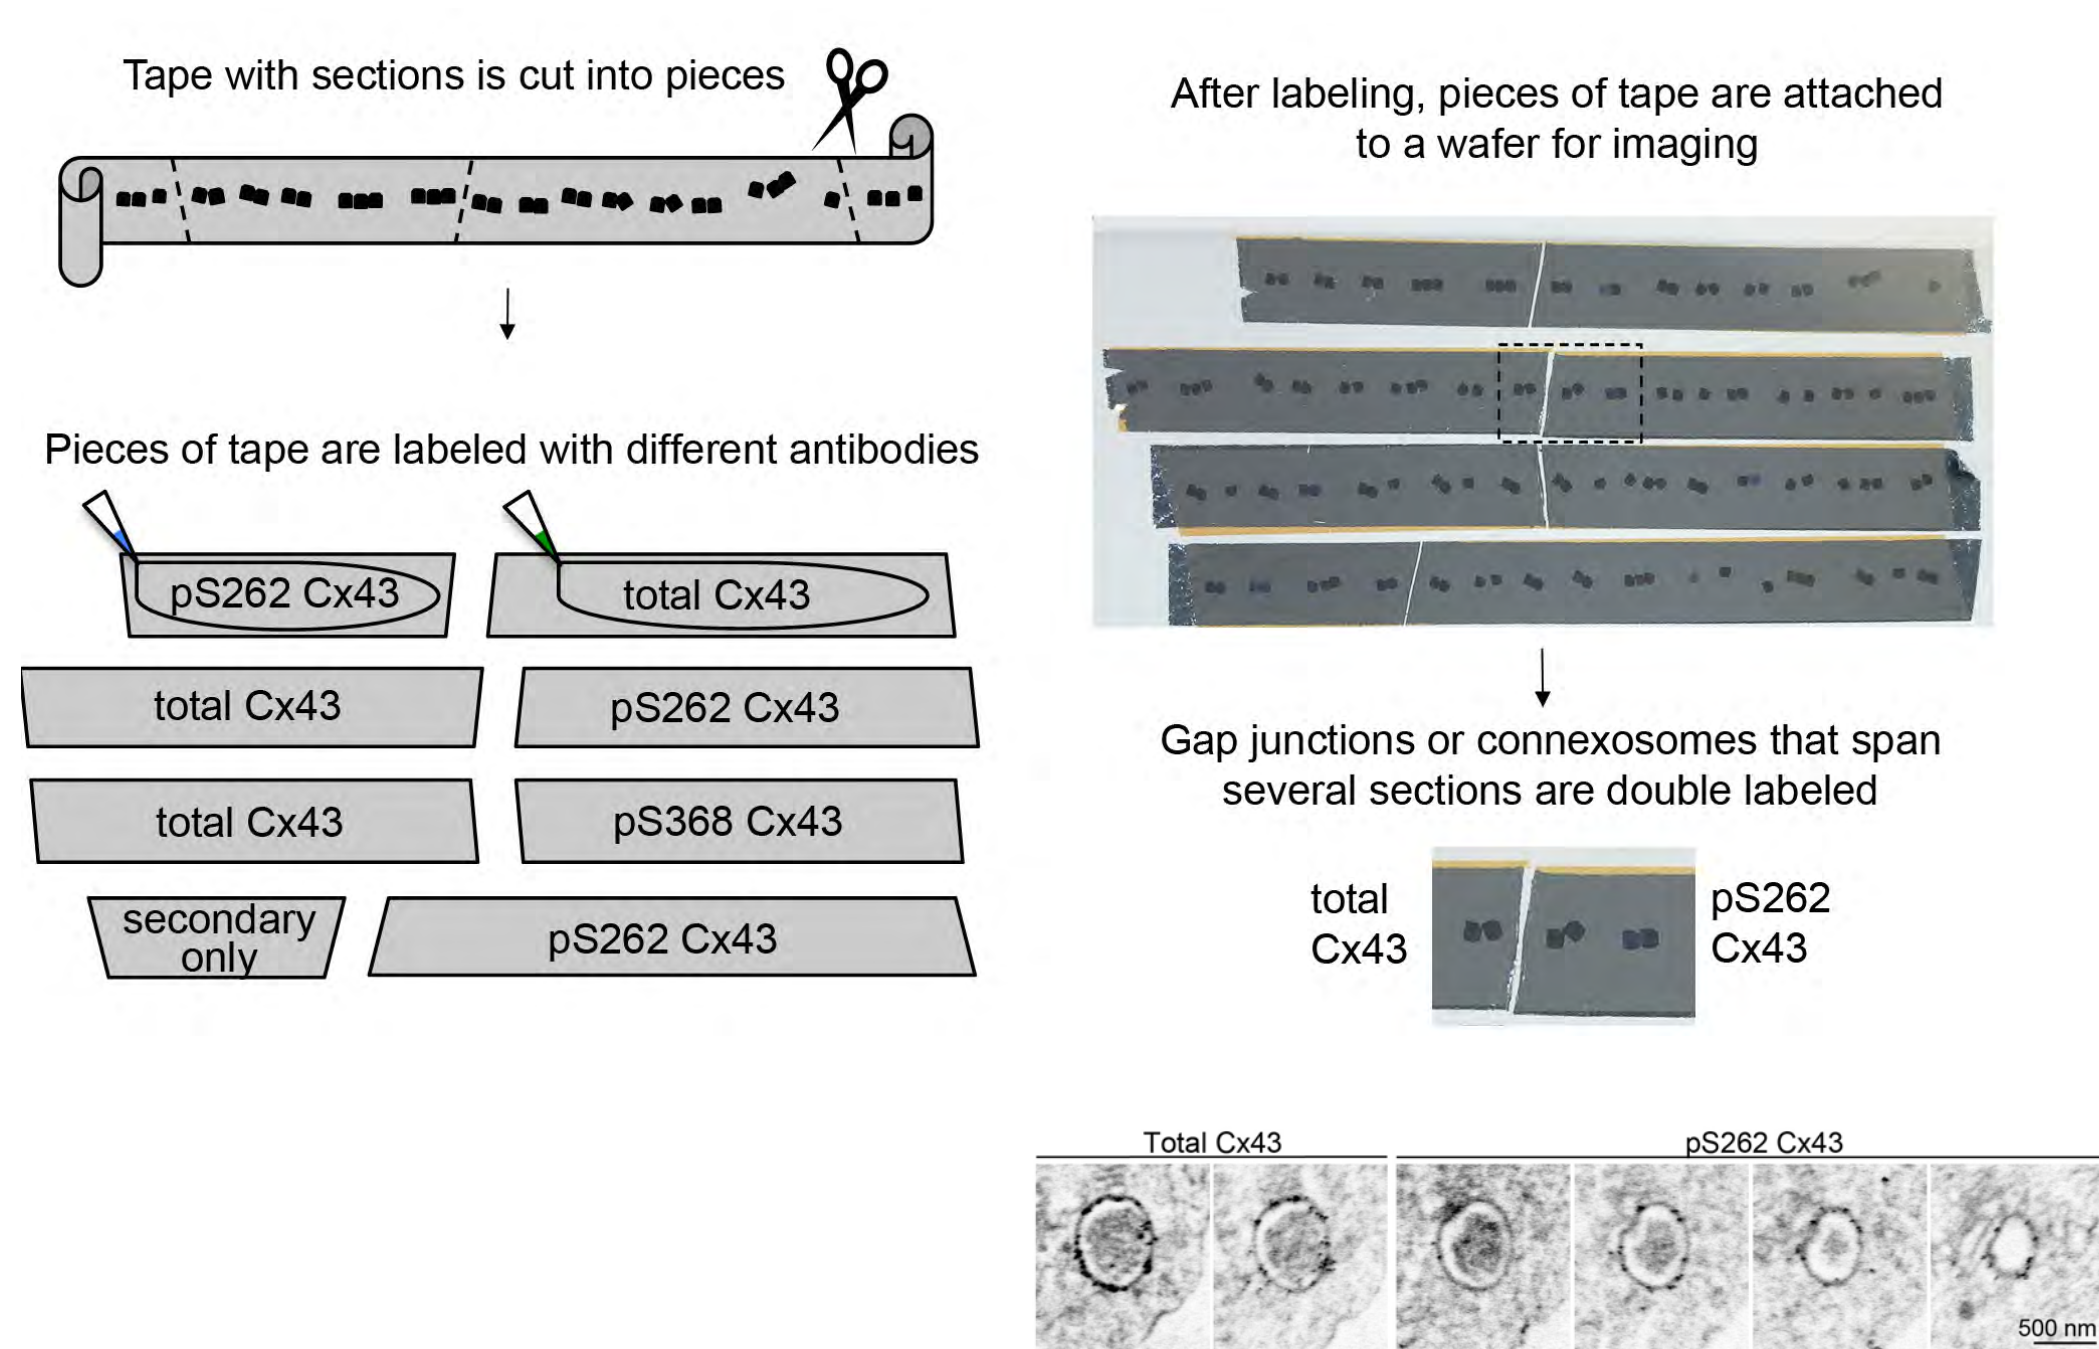 Tape with sections is cut into pieces
Pieces of tape are labeled with different antibodies
pS262 Cx43
total Cx43
total Cx43
pS262 Cx43
total Cx43
pS368 Cx43
secondary
only
pS262 Cx43
After labeling, pieces of tape are attached
to a wafer for imaging
Gap junctions or connexosomes that span
several sections are double labeled
total
Cx43
pS262
Cx43
Total Cx43
pS262 Cx43
500 nm